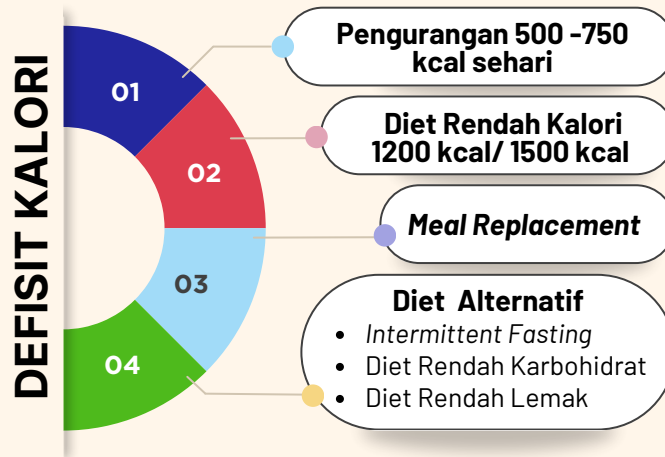 DEFISIT KALORI
01
Pengurangan 500 -750
kcal sehari
02
Diet Rendah Kalori
1200 kcal/ 1500 kcal
03
Meal Replacement
04
Diet Alternatif
• Intermittent Fasting
• Diet Rendah Karbohidrat
• Diet Rendah Lemak